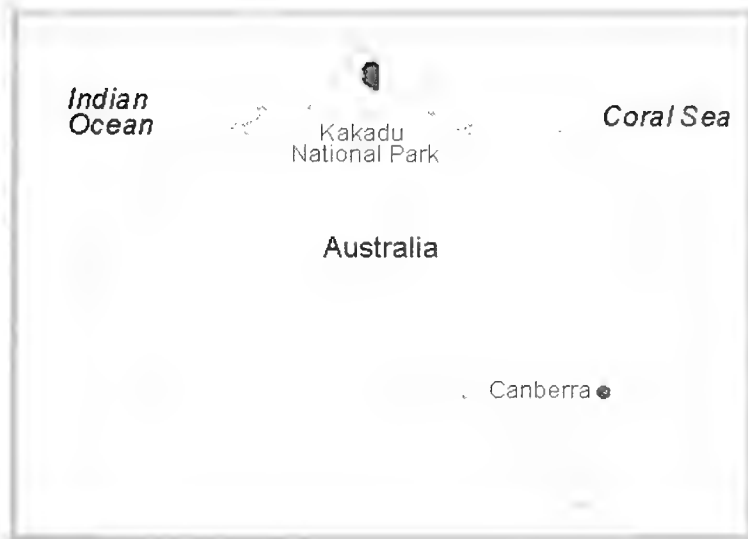 Indian
Ocean
Coral Sea
Kakadu
National Park
Australia
Canberra